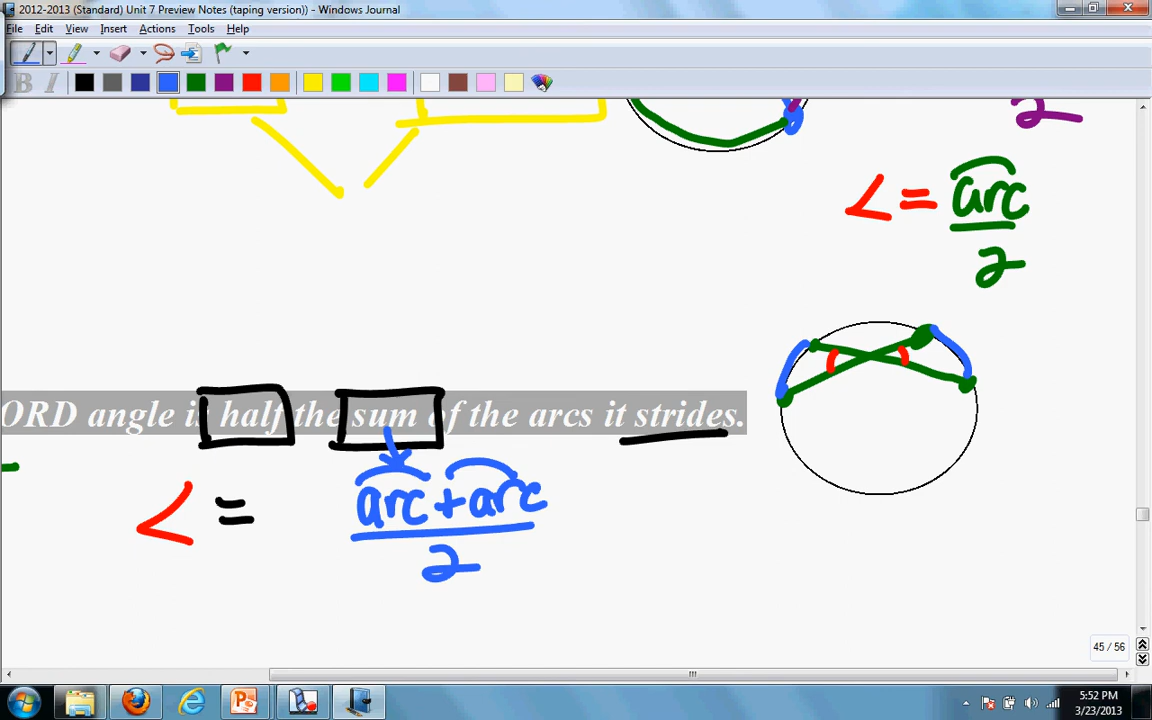 2012-2013 (Standard) Unit 7 Preview Notes (taping version)) - Windows Journal
File Edit View Insert Actions Tools Help
B I
2
< = arc
2
ORD angle is half the sum of the arcs it strides.
< = arc + arc
2
45 / 56
5:52 PM
3/23/2013